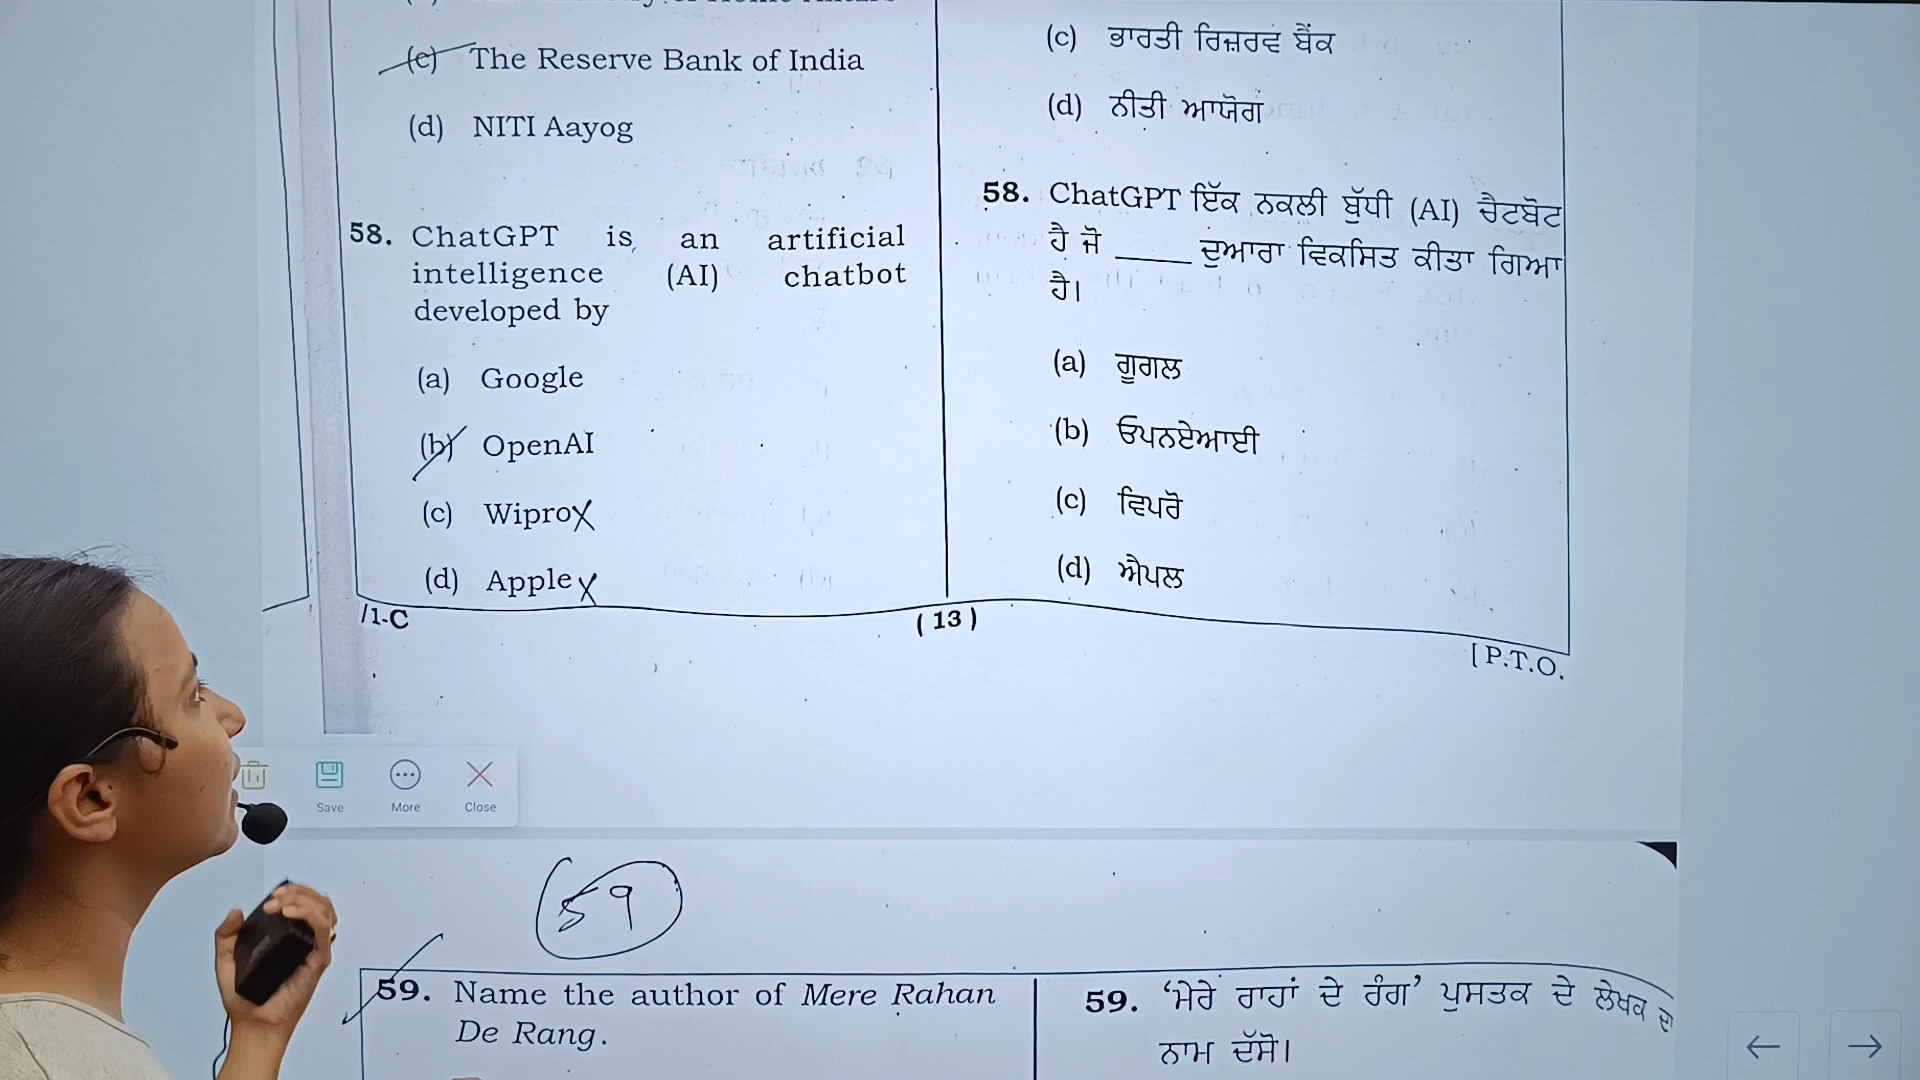 (c) The Reserve Bank of India
(d) NITI Aayog
58. ChatGPT is an artificial
intelligence (AI) chatbot
developed by
(a) Google
(b) OpenAI
(c) Wipro
(d) Apple
/1-C
(c) ਭਾਰਤੀ ਰਿਜ਼ਰਵ ਬੈਂਕ
(d) ਨੀਤੀ ਆਯੋਗ
58. ChatGPT ਇੱਕ ਨਕਲੀ ਬੁੱਧੀ (AI) ਚੈਟਬੋਟ
ਹੈ ਜੋ _____ ਦੁਆਰਾ ਵਿਕਸਿਤ ਕੀਤਾ ਗਿਆ
ਹੈ।
(a) ਗੂਗਲ
(b) ਓਪਨਏਆਈ
(c) ਵਿਪਰੋ
(d) ਐਪਲ
( 13 )
[ P.T.O.
Save
More
Close
59
59. Name the author of Mere Rahan
De Rang.
59. ‘ਮੇਰੇ ਰਾਹਾਂ ਦੇ ਰੰਗ’ ਪੁਸਤਕ ਦੇ ਲੇਖਕ ਦਾ
ਨਾਮ ਦੱਸੋ।